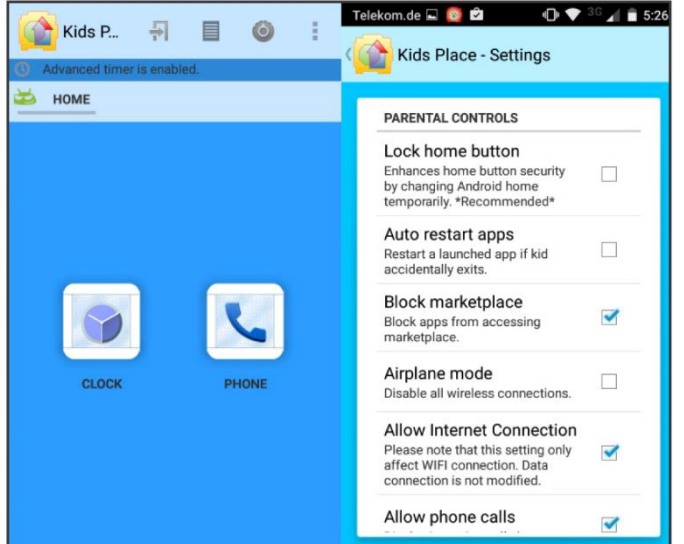 Kids P...
Advanced timer is enabled.
HOME
CLOCK
PHONE
Telekom.de
3G
5:26
Kids Place - Settings
PARENTAL CONTROLS
Lock home button
Enhances home button security
by changing Android home
temporarily. *Recommended*
Auto restart apps
Restart a launched app if kid
accidentally exits.
Block marketplace
Block apps from accessing
marketplace.
Airplane mode
Disable all wireless connections.
Allow Internet Connection
Please note that this setting only
affect WIFI connection. Data
connection is not modified.
Allow phone calls